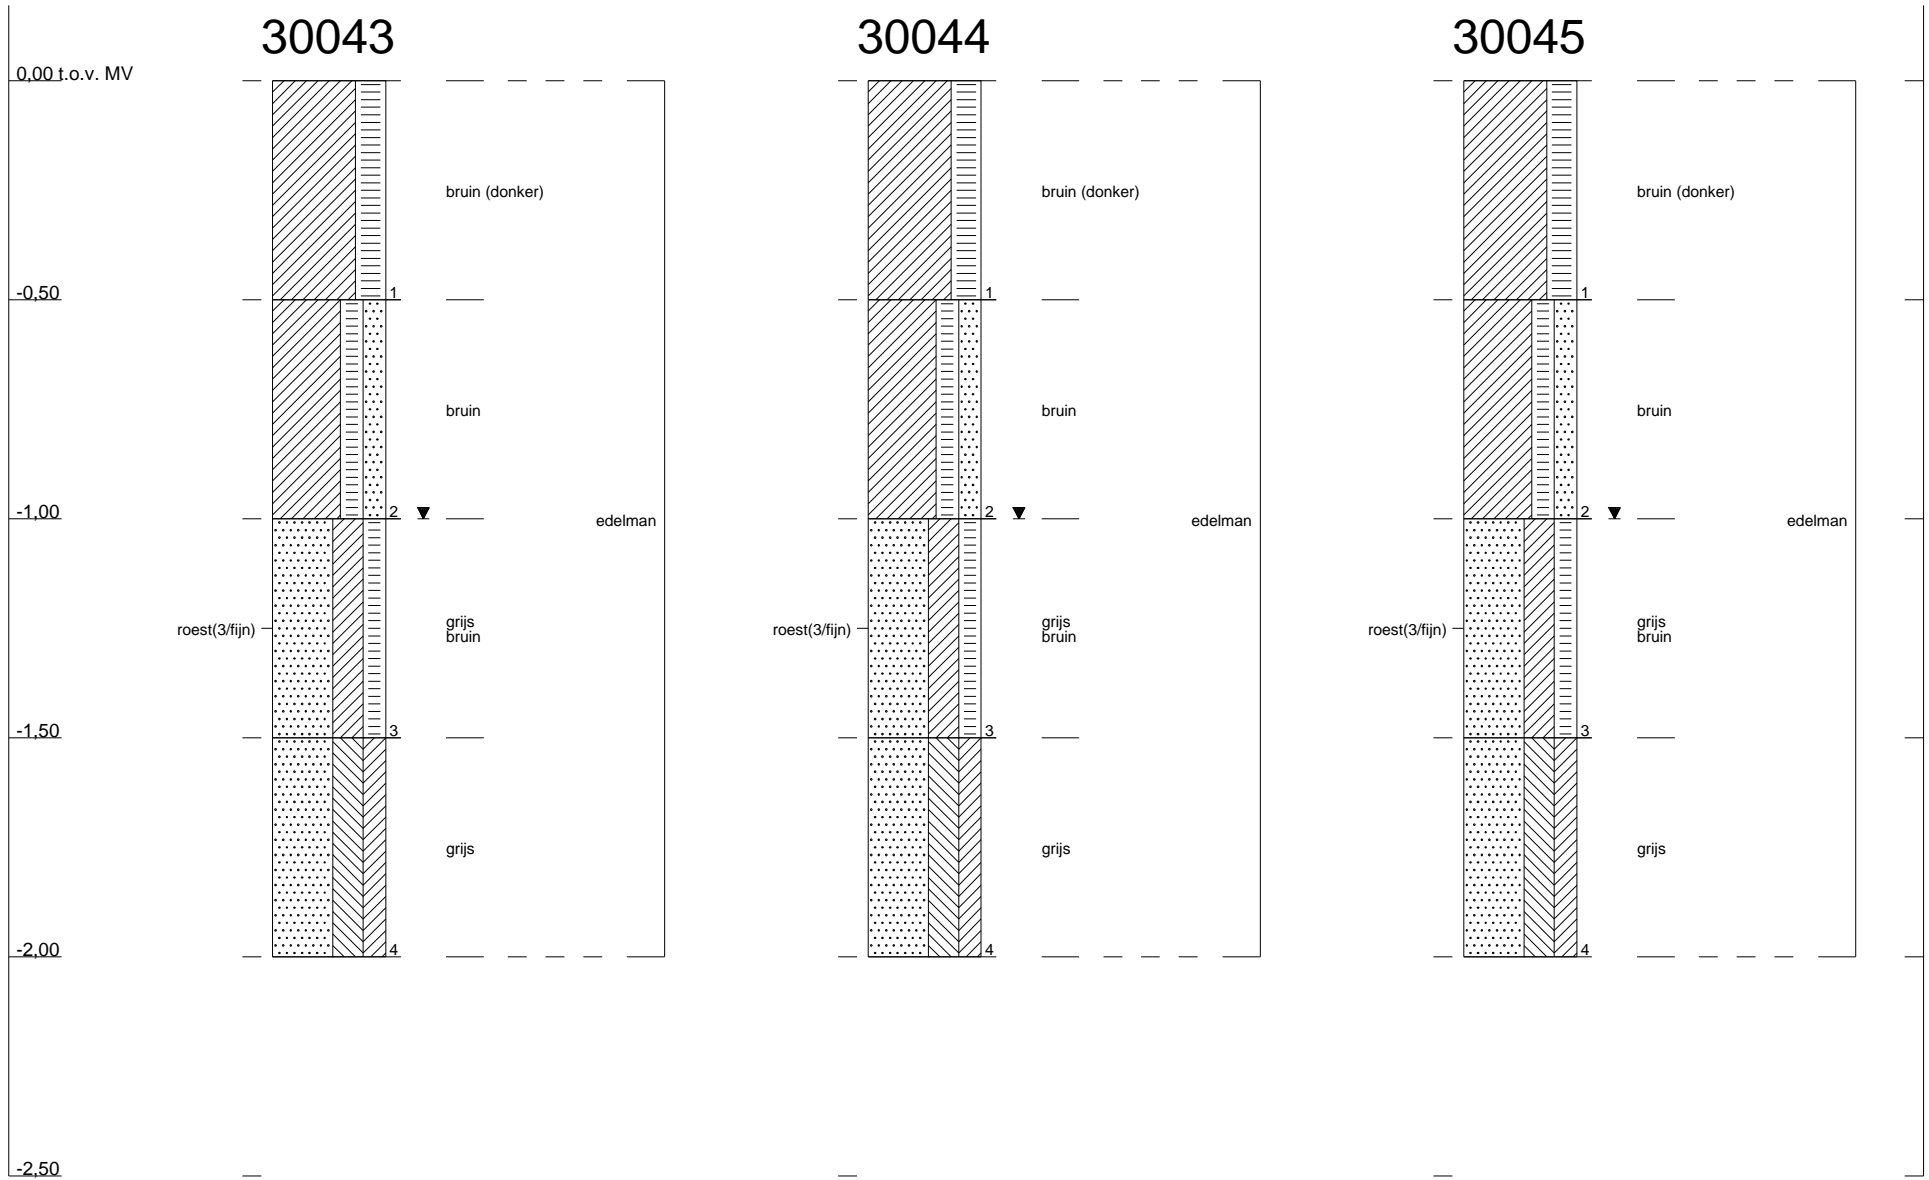 30043 30044 30045
0,00 t.o.v. MV
bruin (donker) bruin (donker) bruin (donker)
-0,50 1 1 1
bruin bruin bruin
-1,00 2 2 2
edelman edelman edelman
roest(3/fijn) grijs roest(3/fijn) grijs roest(3/fijn) grijs
bruin bruin bruin
-1,50 3 3 3
grijs grijs grijs
-2,00 4 4 4
-2,50